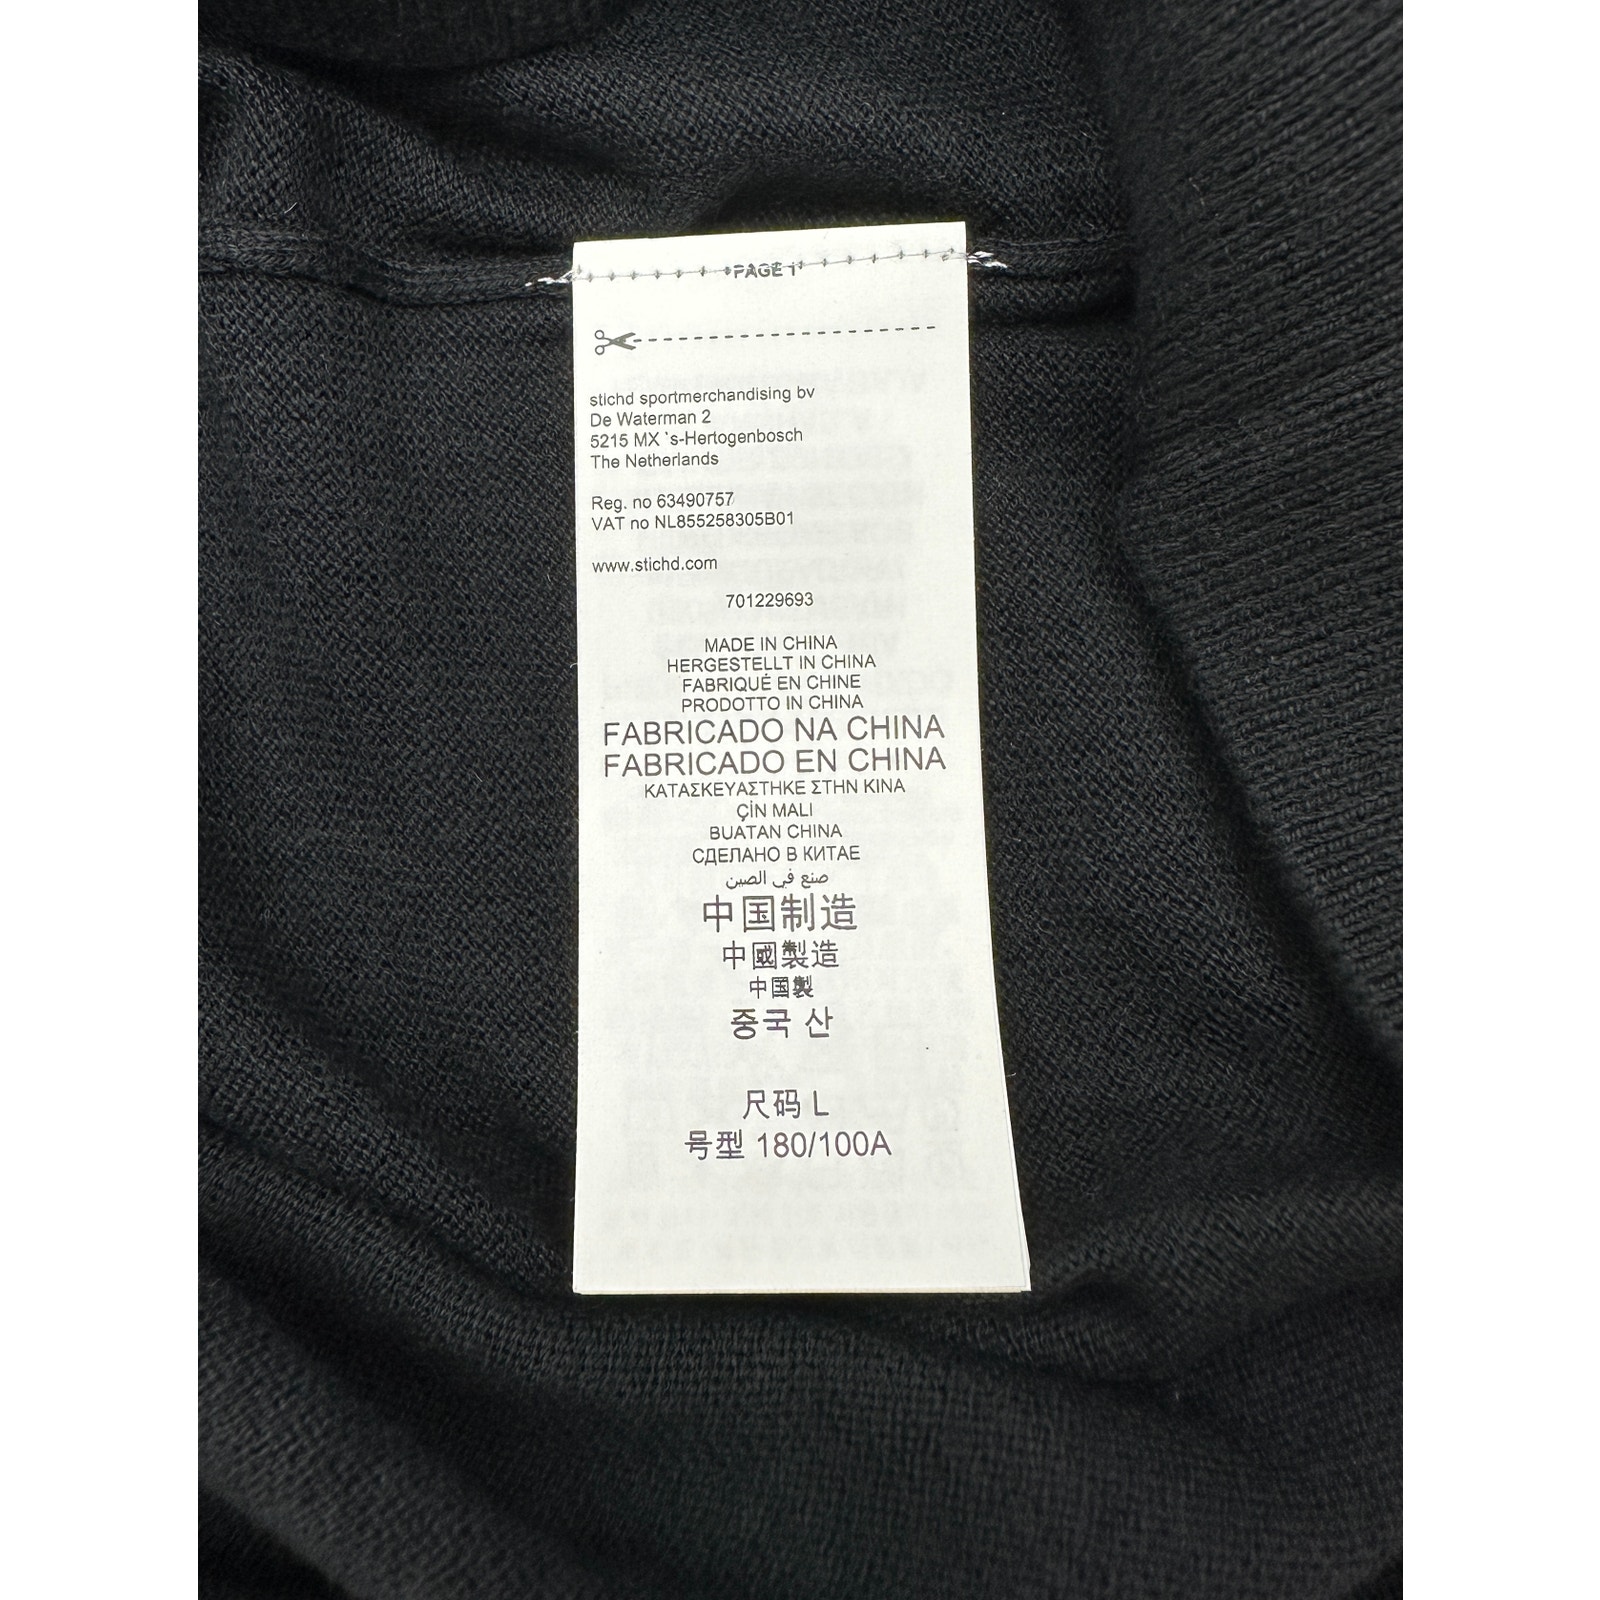 PAGE 1
stichd sportmerchandising bv
De Waterman 2
5215 MX `s-Hertogenbosch
The Netherlands
Reg. no 63490757
VAT no NL855258305B01
www.stichd.com
701229693
MADE IN CHINA
HERGESTELLT IN CHINA
FABRIQUÉ EN CHINE
PRODOTTO IN CHINA
FABRICADO NA CHINA
FABRICADO EN CHINA
ΚΑΤΑΣΚΕΥΑΣΤΗΚΕ ΣΤΗΝ ΚΙΝΑ
ÇİN MALI
BUATAN CHINA
СДЕЛАНО В КИТАЕ
صنع في الصين
中国制造
中國製造
中国製
중국 산
尺码 L
号型 180/100A